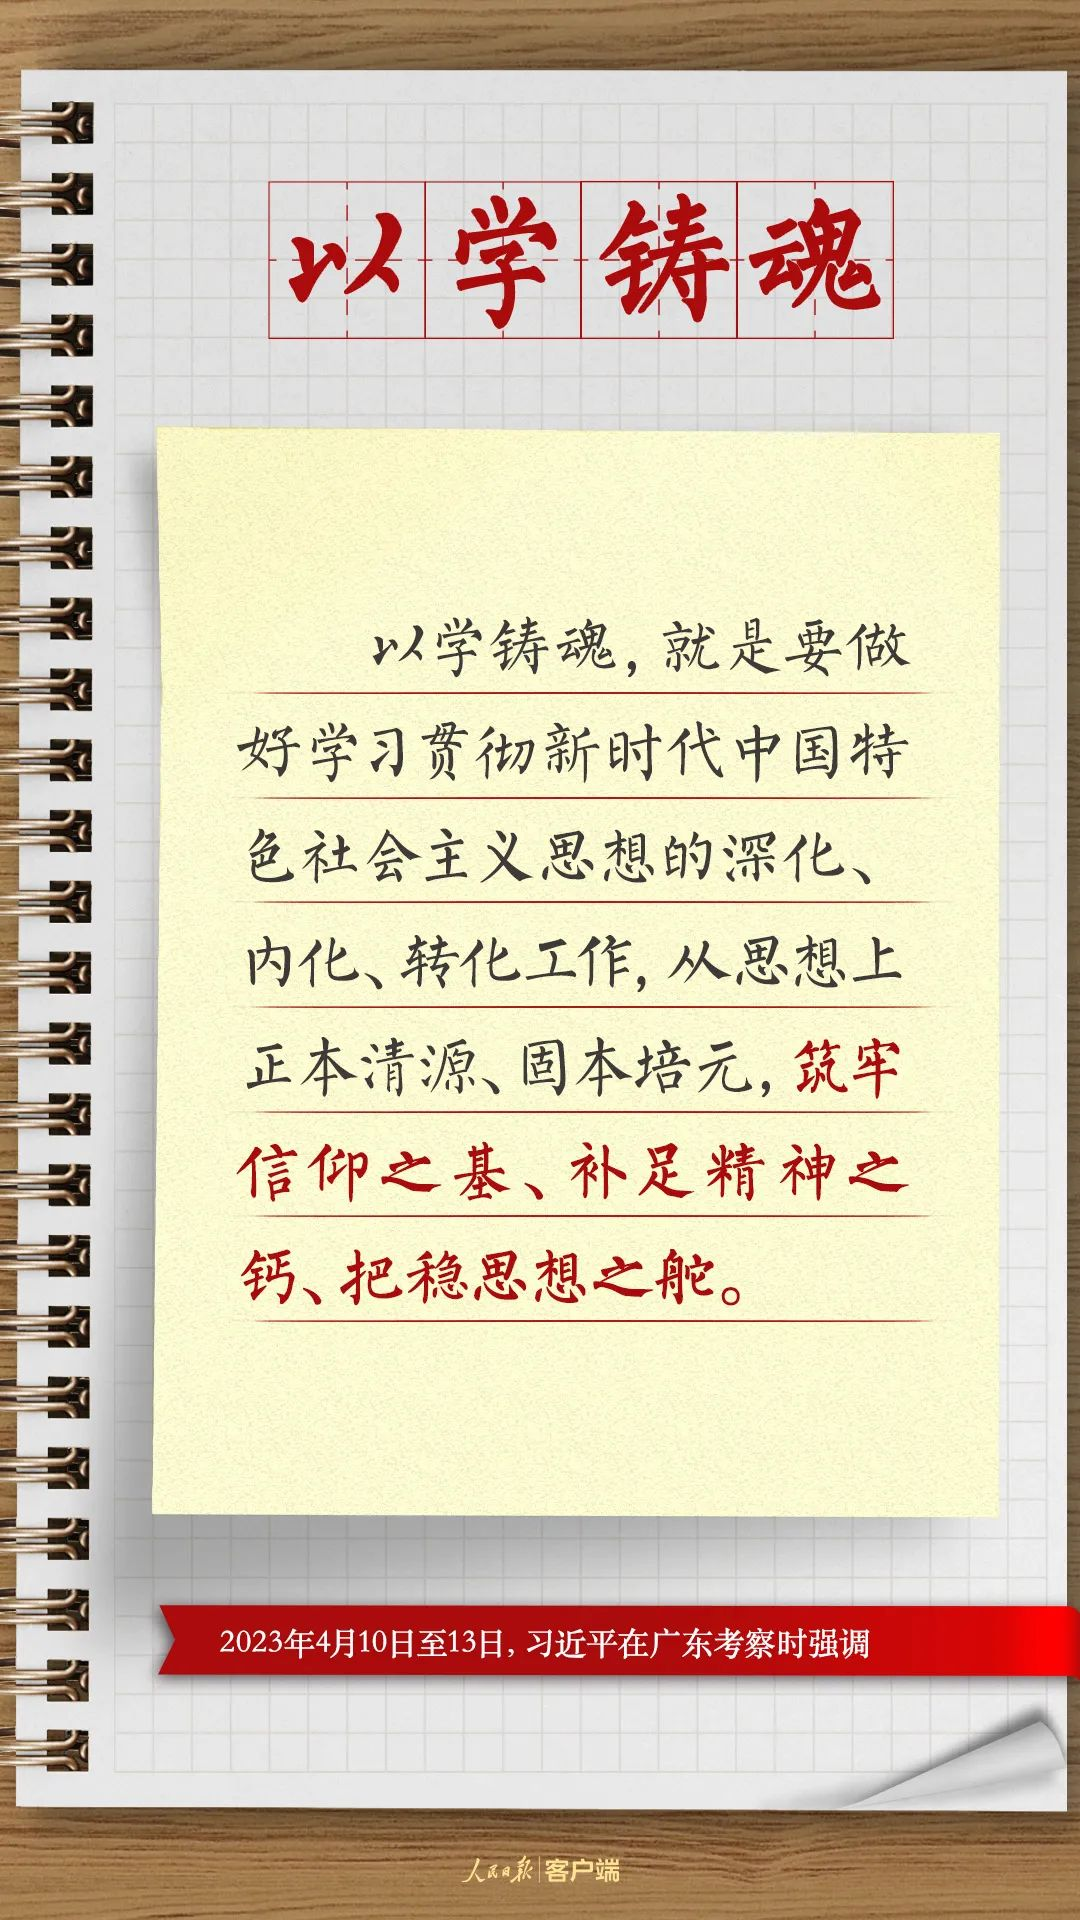 以学铸魂
以学铸魂，就是要做
好学习贯彻新时代中国特
色社会主义思想的深化、
内化、转化工作，从思想上
正本清源、固本培元，筑牢
信仰之基、补足精神之
钙、把稳思想之舵。
2023年4月10日至13日，习近平在广东考察时强调
人民日报|客户端